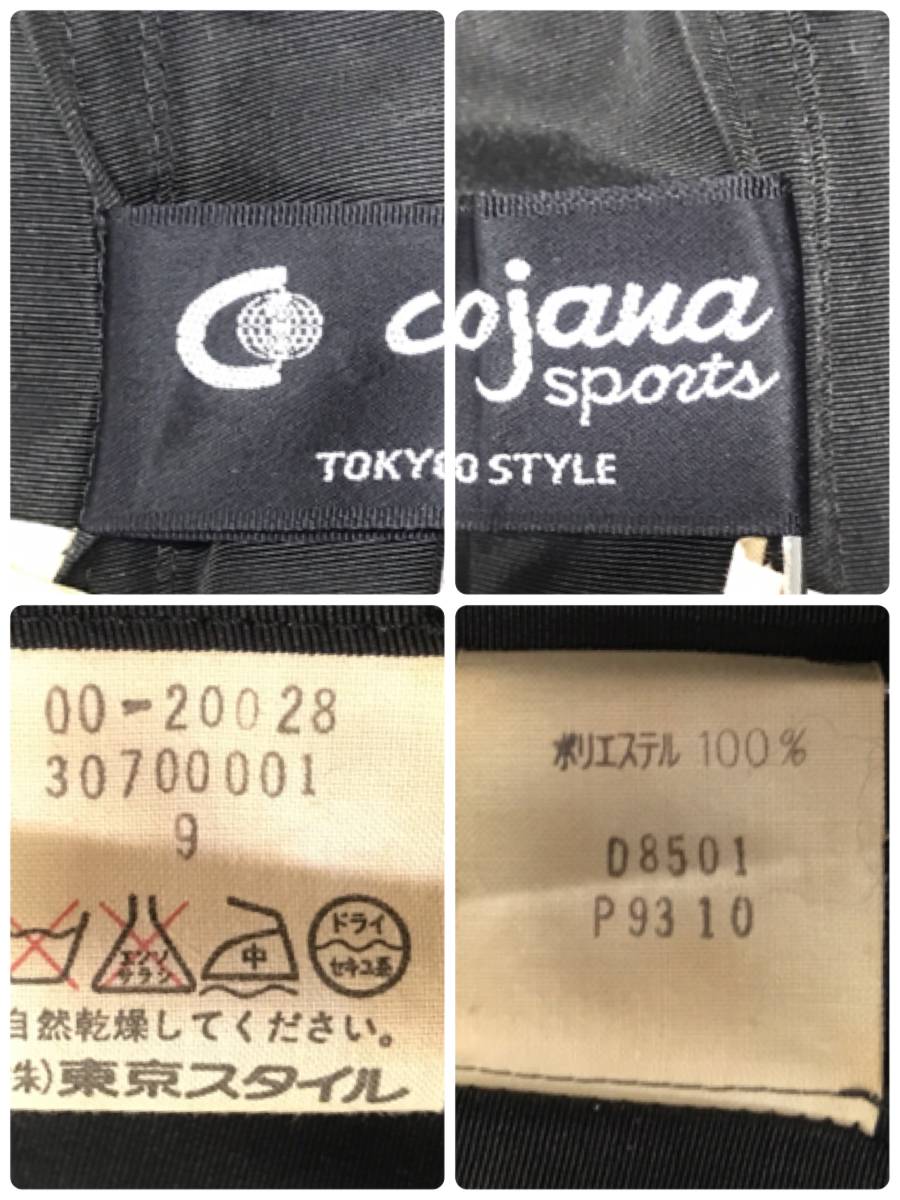 cojana
sports
TOKYO STYLE
00-20028
30700001
9
エンソ
サラシ
中
ドライ
セキユ系
自然乾燥してください。
株)東京スタイル
ポリエステル 100%
D8501
P9310